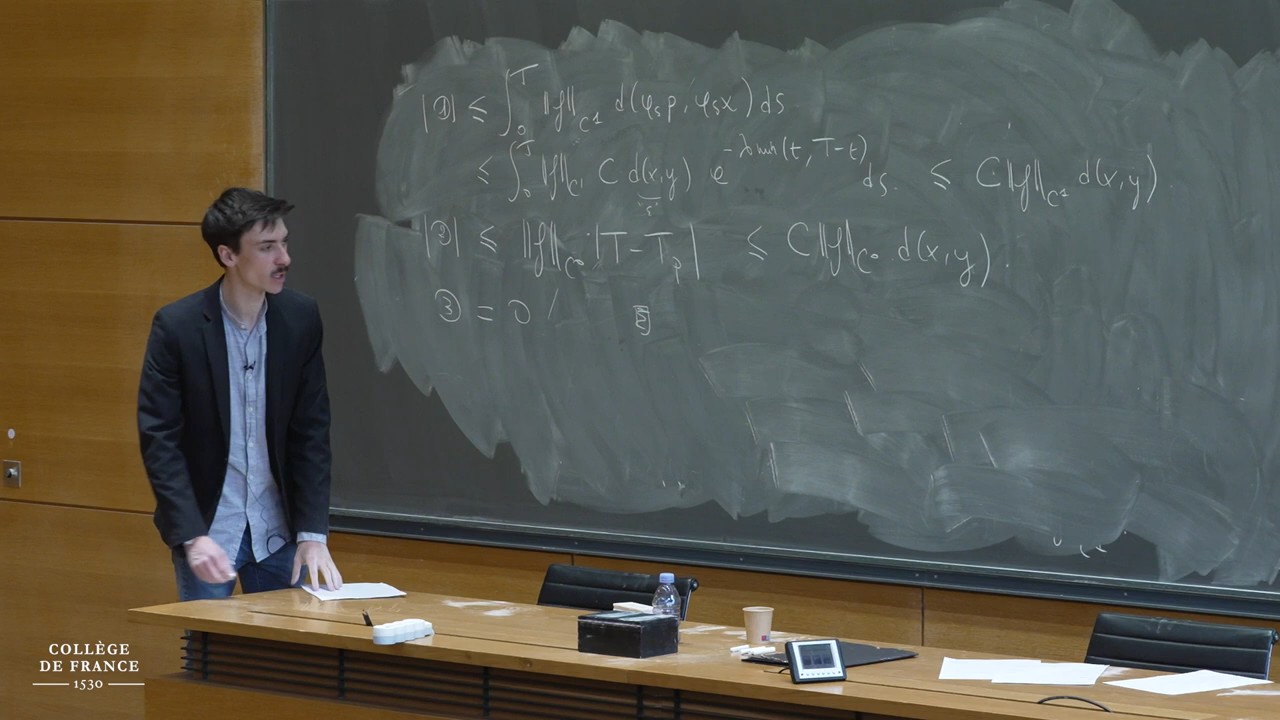 |①| ≤ ∫₀ᵀ ‖f‖_{C¹} d(φₛp, φₛx) ds
≤ ∫₀ᵀ ‖f‖_{C¹} C d(x,y) e^{-λ min(t, T-t)} ds. ≤ C‖f‖_{C¹} d(x,y)
|②| ≤ ‖f‖_{C⁰} · |T - T_p| ≤ C‖f‖_{C⁰} d(x,y).
③ = 0
COLLÈGE
DE FRANCE
1530